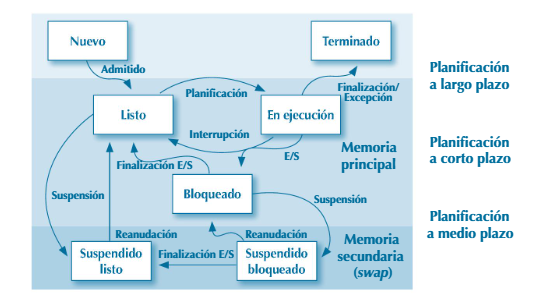 Nuevo
Terminado
Admitido
Planificación
Finalización/
Excepción
Planificación
a largo plazo
Listo
En ejecución
Interrupción
E/S
Memoria
principal
Planificación
a corto plazo
Finalización E/S
Bloqueado
Suspensión
Suspensión
Planificación
a medio plazo
Reanudación
Reanudación
Suspendido
listo
Finalización E/S
Suspendido
bloqueado
Memoria
secundaria
(swap)